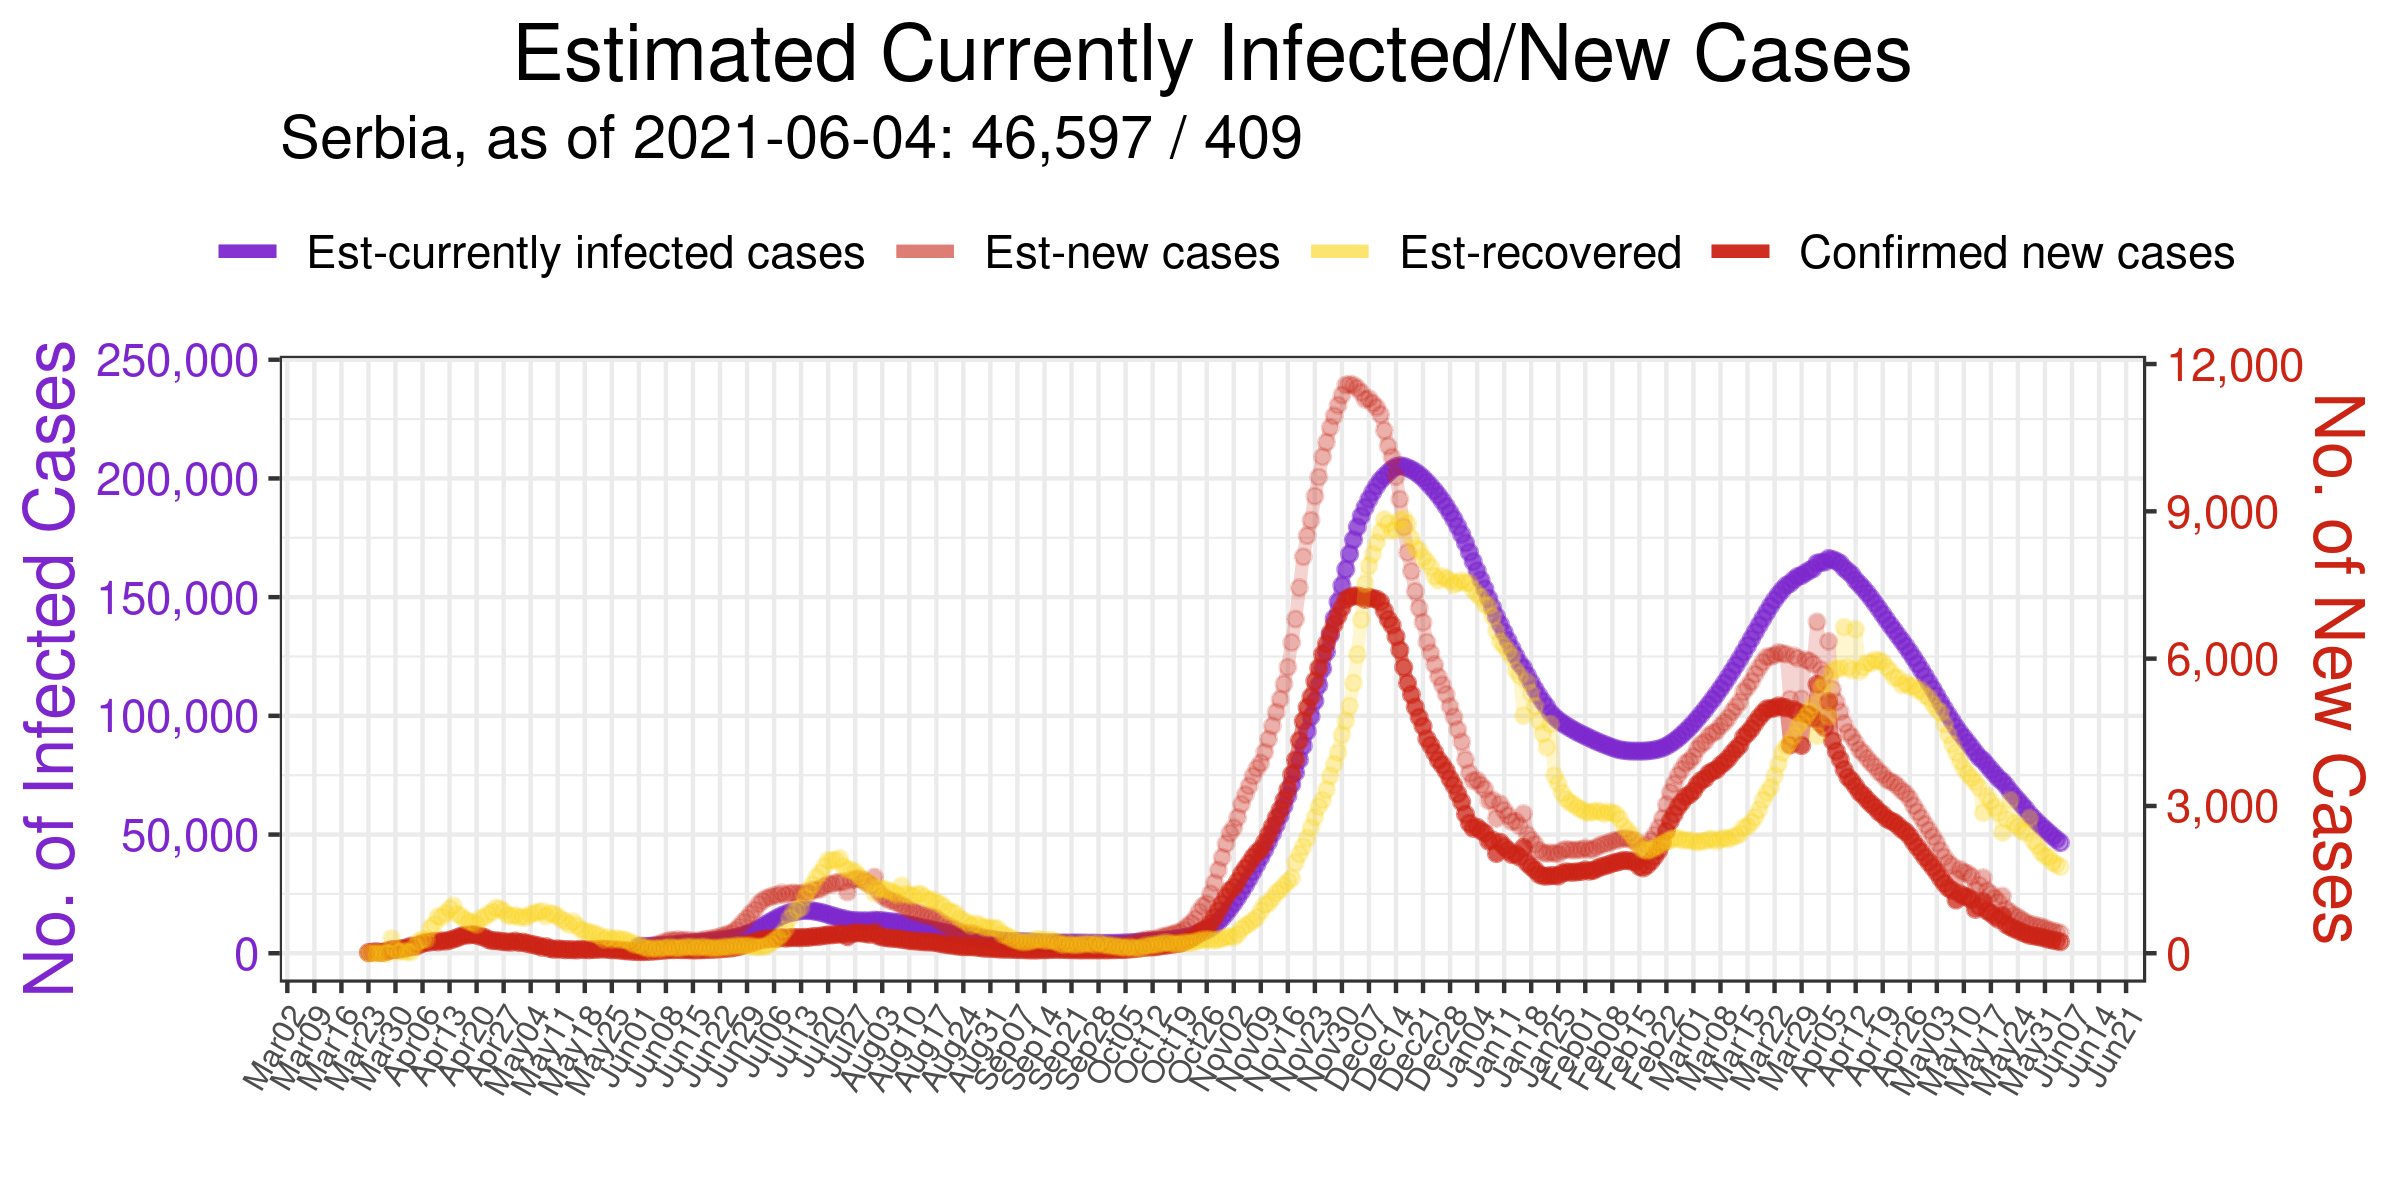 Estimated Currently Infected/New Cases
Serbia, as of 2021-06-04: 46,597 / 409
Est-currently infected cases Est-new cases Est-recovered Confirmed new cases
No. of Infected Cases
250,000
200,000
150,000
100,000
50,000
0
12,000
9,000
6,000
3,000
0
No. of New Cases
Mar02 Mar09 Mar16 Mar23 Mar30 Apr06 Apr13 Apr20 Apr27 May04 May11 May18 May25 Jun01 Jun08 Jun15 Jun22 Jun29 Jul06 Jul13 Jul20 Jul27 Aug03 Aug10 Aug17 Aug24 Aug31 Sep07 Sep14 Sep21 Sep28 Oct05 Oct12 Oct19 Oct26 Nov02 Nov09 Nov16 Nov23 Nov30 Dec07 Dec14 Dec21 Dec28 Jan04 Jan11 Jan18 Jan25 Feb01 Feb08 Feb15 Feb22 Mar01 Mar08 Mar15 Mar22 Mar29 Apr05 Apr12 Apr19 Apr26 May03 May10 May17 May24 May31 Jun07 Jun14 Jun21